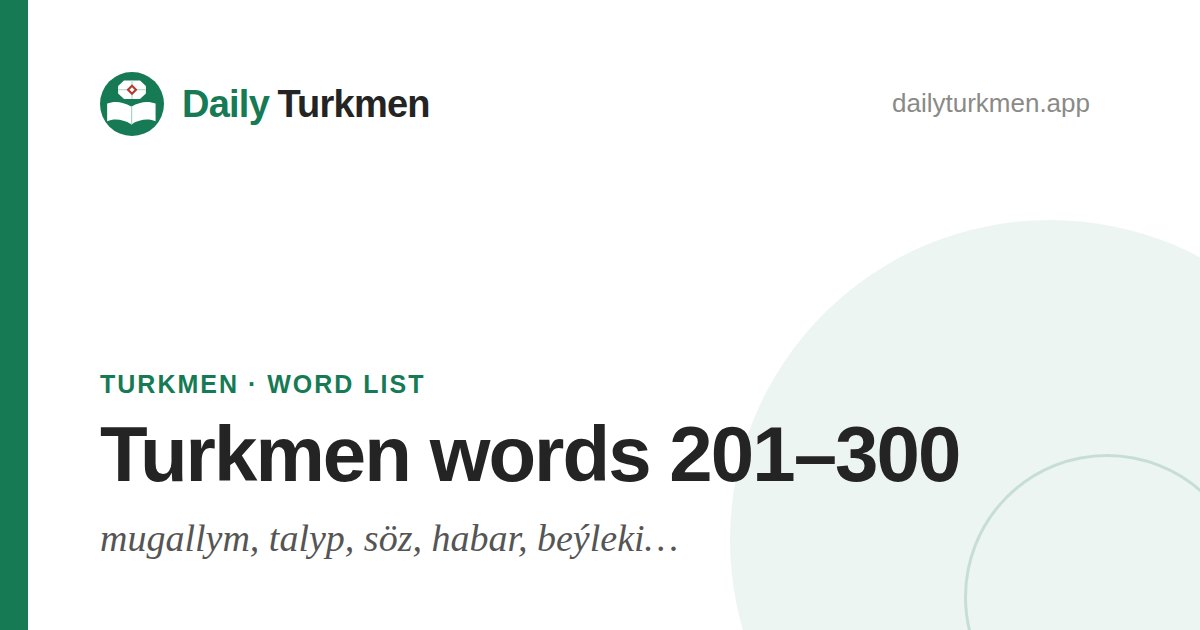 Daily Turkmen
dailyturkmen.app
TURKMEN · WORD LIST
Turkmen words 201–300
mugallym, talyp, söz, habar, beýleki…